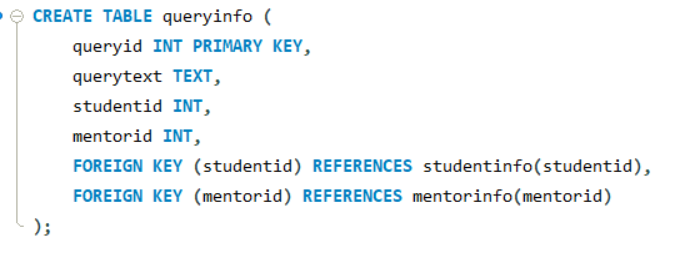 CREATE TABLE queryinfo (
queryid INT PRIMARY KEY,
querytext TEXT,
studentid INT,
mentorid INT,
FOREIGN KEY (studentid) REFERENCES studentinfo(studentid),
FOREIGN KEY (mentorid) REFERENCES mentorinfo(mentorid)
);